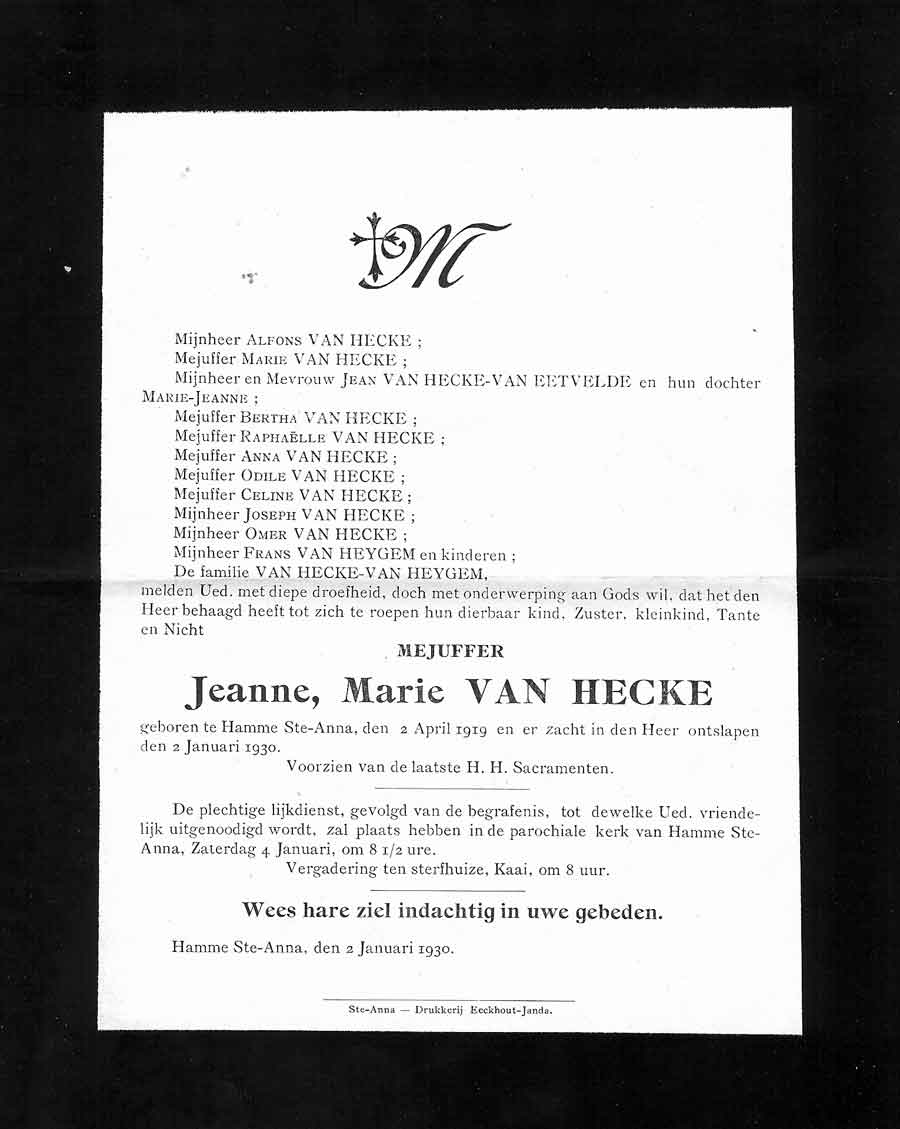 M
Mijnheer ALFONS VAN HECKE ;
Mejuffer MARIE VAN HECKE ;
Mijnheer en Mevrouw JEAN VAN HECKE-VAN EETVELDE en hun dochter
MARIE-JEANNE ;
Mejuffer BERTHA VAN HECKE ;
Mejuffer RAPHAËLLE VAN HECKE ;
Mejuffer ANNA VAN HECKE ;
Mejuffer ODILE VAN HECKE ;
Mejuffer CELINE VAN HECKE ;
Mijnheer JOSEPH VAN HECKE ;
Mijnheer OMER VAN HECKE ;
Mijnheer FRANS VAN HEYGEM en kinderen ;
De familie VAN HECKE-VAN HEYGEM,
melden Ued. met diepe droefheid, doch met onderwerping aan Gods wil, dat het den
Heer behaagd heeft tot zich te roepen hun dierbaar kind, Zuster, kleinkind, Tante
en Nicht
MEJUFFER
Jeanne, Marie VAN HECKE
geboren te Hamme Ste-Anna, den 2 April 1919 en er zacht in den Heer ontslapen
den 2 Januari 1930.
Voorzien van de laatste H. H. Sacramenten.
De plechtige lijkdienst, gevolgd van de begrafenis, tot dewelke Ued. vriende-
lijk uitgenoodigd wordt, zal plaats hebben in de parochiale kerk van Hamme Ste-
Anna, Zaterdag 4 Januari, om 8 1/2 ure.
Vergadering ten sterfhuize, Kaai, om 8 uur.
Wees hare ziel indachtig in uwe gebeden.
Hamme Ste-Anna, den 2 Januari 1930.
Ste-Anna — Drukkerij Eeckhout-Janda.